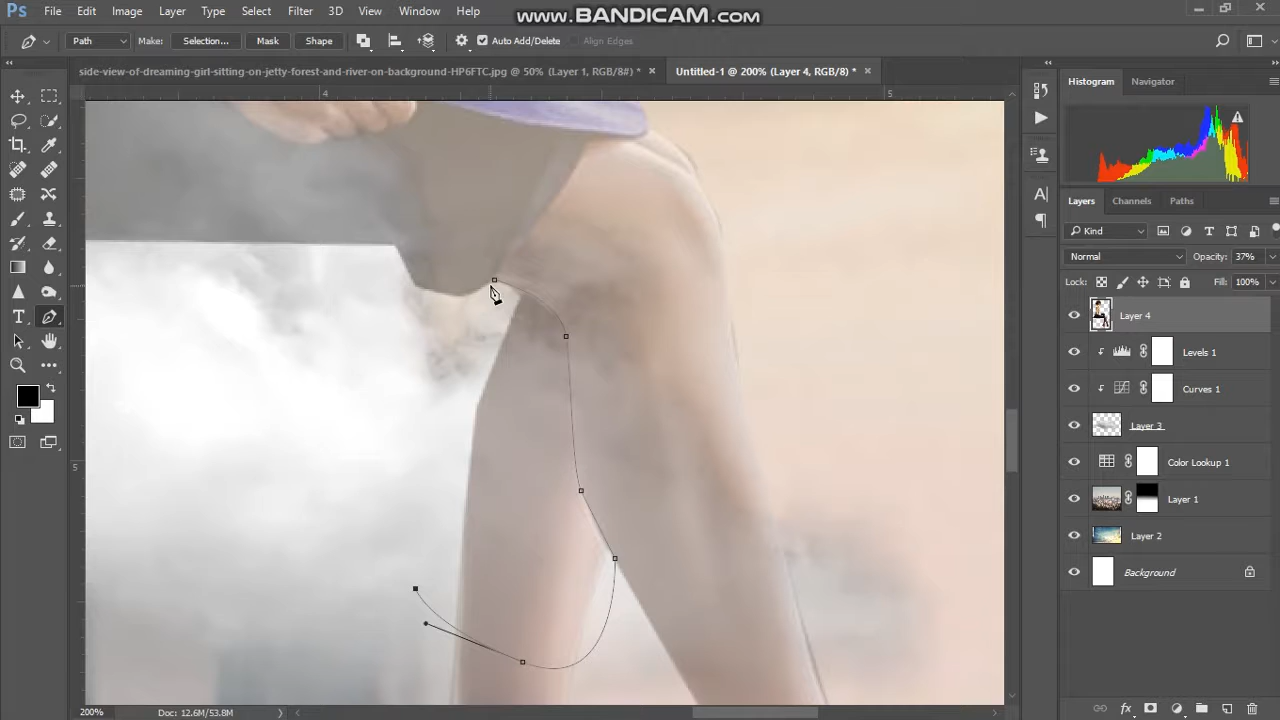 Ps File Edit Image Layer Type Select Filter 3D View Window Help
www.BANDICAM.com
Path Make: Selection... Mask Shape Auto Add/Delete Align Edges
side-view-of-dreaming-girl-sitting-on-jetty-forest-and-river-on-background-HP6FTC.jpg @ 50% (Layer 1, RGB/8#) * × Untitled-1 @ 200% (Layer 4, RGB/8) * ×
4
5
5
Histogram Navigator
Layers Channels Paths
Kind
Normal Opacity: 37%
Lock: Fill: 100%
Layer 4
Levels 1
Curves 1
Layer 3
Color Lookup 1
Layer 1
Layer 2
Background
200% Doc: 12.6M/53.8M